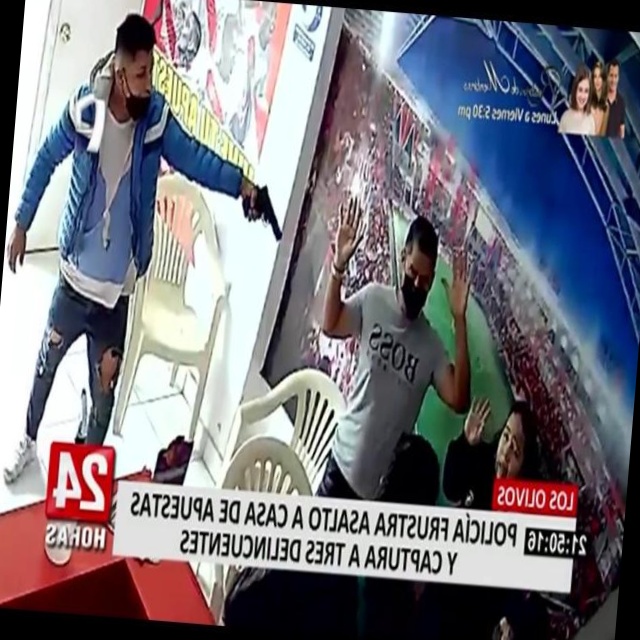 Lunes a Viernes 5:30 pm
BOSS
LOS OLIVOS
21:50:16
POLICÍA FRUSTRA ASALTO A CASA DE APUESTAS
Y CAPTURA A TRES DELINCUENTES
24
HORAS